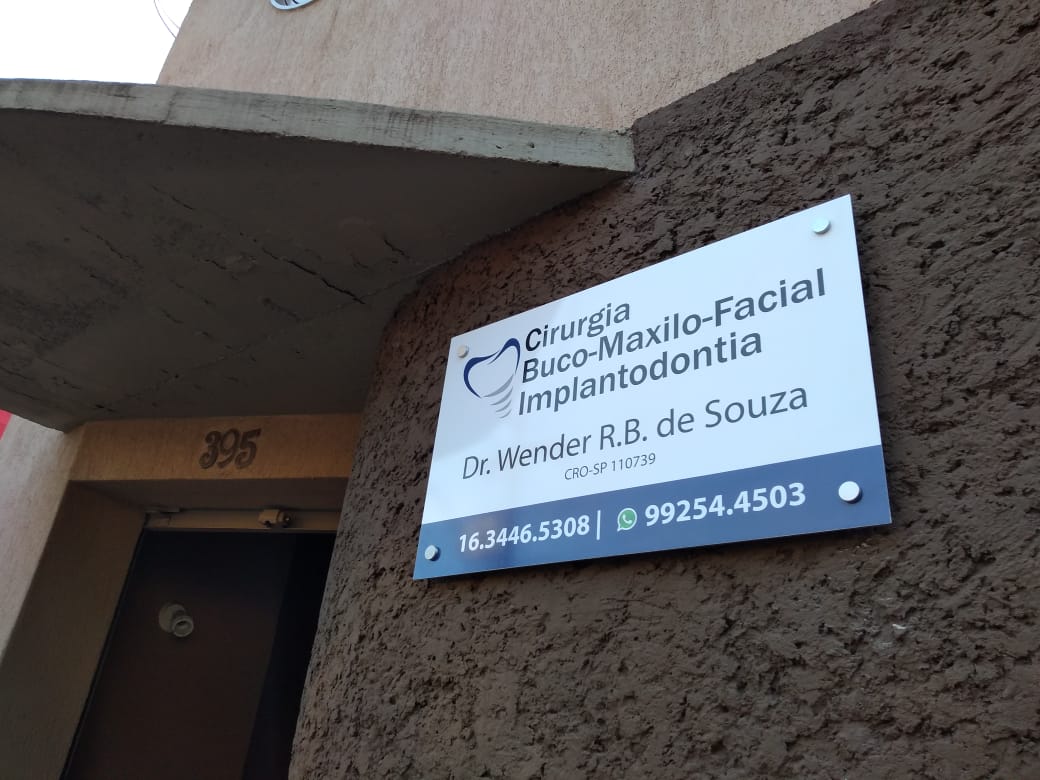 Cirurgia
Buco-Maxilo-Facial
Implantodontia
Dr. Wender R.B. de Souza
CRO-SP 110739
16.3446.5308 | 99254.4503
395